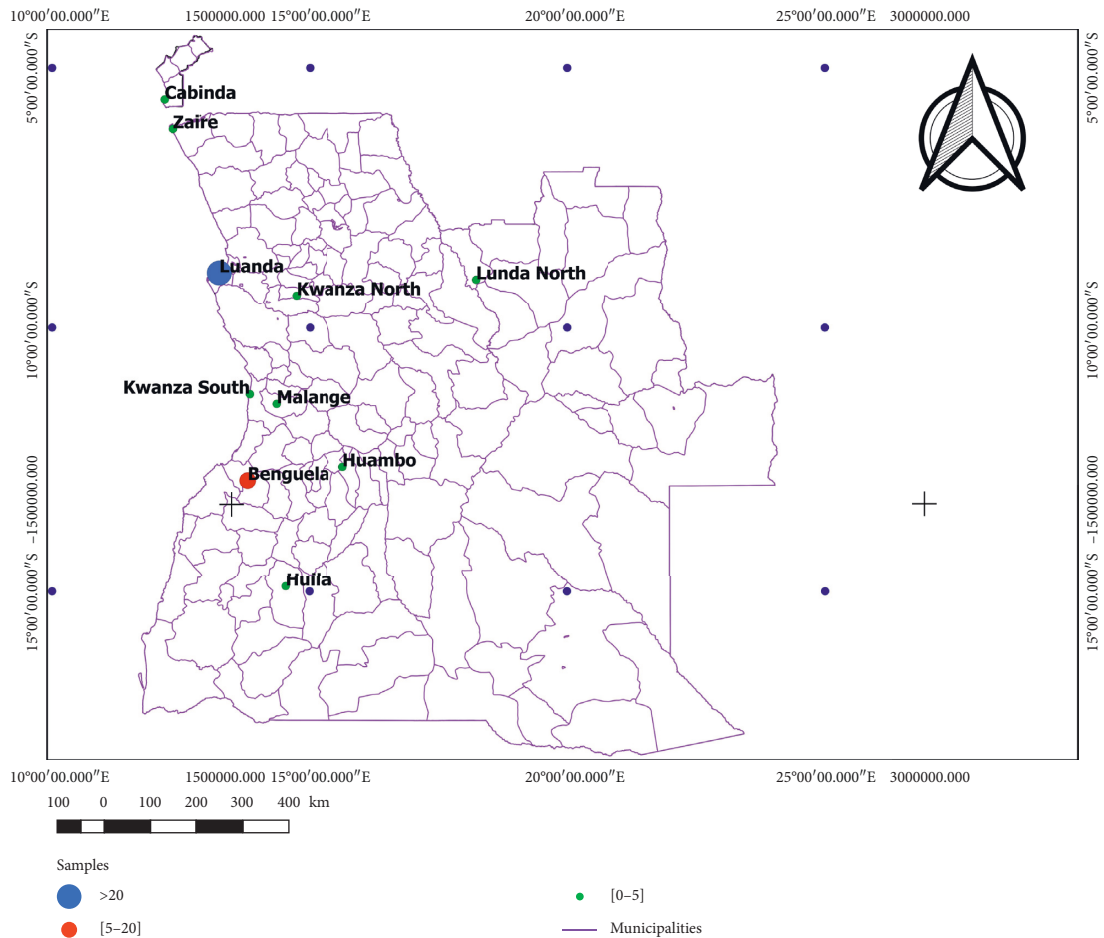 10°00′00.000″E 1500000.000 15°00′00.000″E 20°00′00.000″E 25°00′00.000″E 3000000.000
5°00′00.000″S
5°00′00.000″S
Cabinda
Zaire
Luanda
Lunda North
Kwanza North
10°00′00.000″S
10°00′00.000″S
Kwanza South
Malange
Huambo
Benguela
-1500000.000
-1500000.000
Huíla
15°00′00.000″S
15°00′00.000″S
10°00′00.000″E 1500000.000 15°00′00.000″E 20°00′00.000″E 25°00′00.000″E 3000000.000
100 0 100 200 300 400 km
Samples
>20
[0–5]
[5–20]
Municipalities